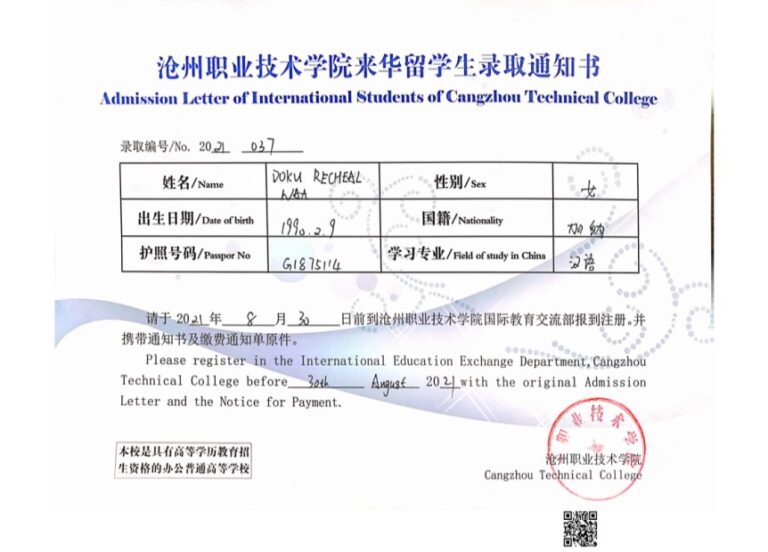 沧州职业技术学院来华留学生录取通知书
Admission Letter of International Students of Cangzhou Technical College
录取编号/No. 2021 037
姓名/Name DOKU RECHEAL NAA 性别/Sex 女
出生日期/Date of birth 1990.2.9 国籍/Nationality 加纳
护照号码/Passpor No G1875114 学习专业/Field of study in China 汉语
请于 2021 年 8 月 30 日前到沧州职业技术学院国际教育交流部报到注册。并
携带通知书及缴费通知单原件。
Please register in the International Education Exchange Department,Cangzhou
Technical College before 30th August 2021 with the original Admission
Letter and the Notice for Payment.
本校是具有高等学历教育招
生资格的办公普通高等学校
职业技术学院
沧州职业技术学院
Cangzhou Technical College